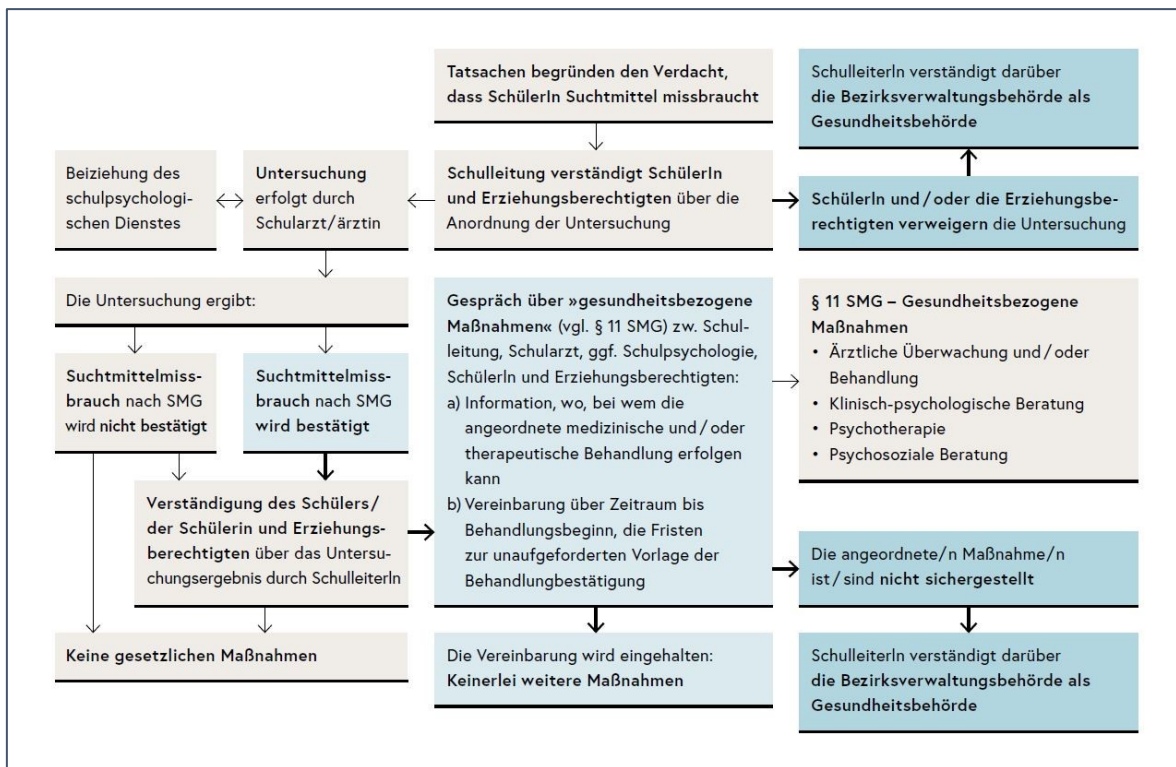 Tatsachen begründen den Verdacht,
dass SchülerIn Suchtmittel missbraucht
SchulleiterIn verständigt darüber
die Bezirksverwaltungsbehörde als
Gesundheitsbehörde
Beiziehung des
schulpsychologi-
schen Dienstes
Untersuchung
erfolgt durch
Schularzt/ärztin
Schulleitung verständigt SchülerIn
und Erziehungsberechtigten über die
Anordnung der Untersuchung
SchülerIn und/oder die Erziehungsbe-
rechtigten verweigern die Untersuchung
Die Untersuchung ergibt:
Suchtmittelmiss-
brauch nach SMG
wird nicht bestätigt
Suchtmittelmiss-
brauch nach SMG
wird bestätigt
Verständigung des Schülers/
der Schülerin und Erziehungs-
berechtigten über das Untersu-
chungsergebnis durch SchulleiterIn
Keine gesetzlichen Maßnahmen
Gespräch über »gesundheitsbezogene
Maßnahmen« (vgl. § 11 SMG) zw. Schul-
leitung, Schularzt, ggf. Schulpsychologie,
SchülerIn und Erziehungsberechtigten:
a) Information, wo, bei wem die
angeordnete medizinische und/oder
therapeutische Behandlung erfolgen
kann
b) Vereinbarung über Zeitraum bis
Behandlungsbeginn, die Fristen
zur unaufgeforderten Vorlage der
Behandlungbestätigung
Die Vereinbarung wird eingehalten:
Keinerlei weitere Maßnahmen
§ 11 SMG – Gesundheitsbezogene
Maßnahmen
• Ärztliche Überwachung und/oder
Behandlung
• Klinisch-psychologische Beratung
• Psychotherapie
• Psychosoziale Beratung
Die angeordnete/n Maßnahme/n
ist/sind nicht sichergestellt
SchulleiterIn verständigt darüber
die Bezirksverwaltungsbehörde als
Gesundheitsbehörde